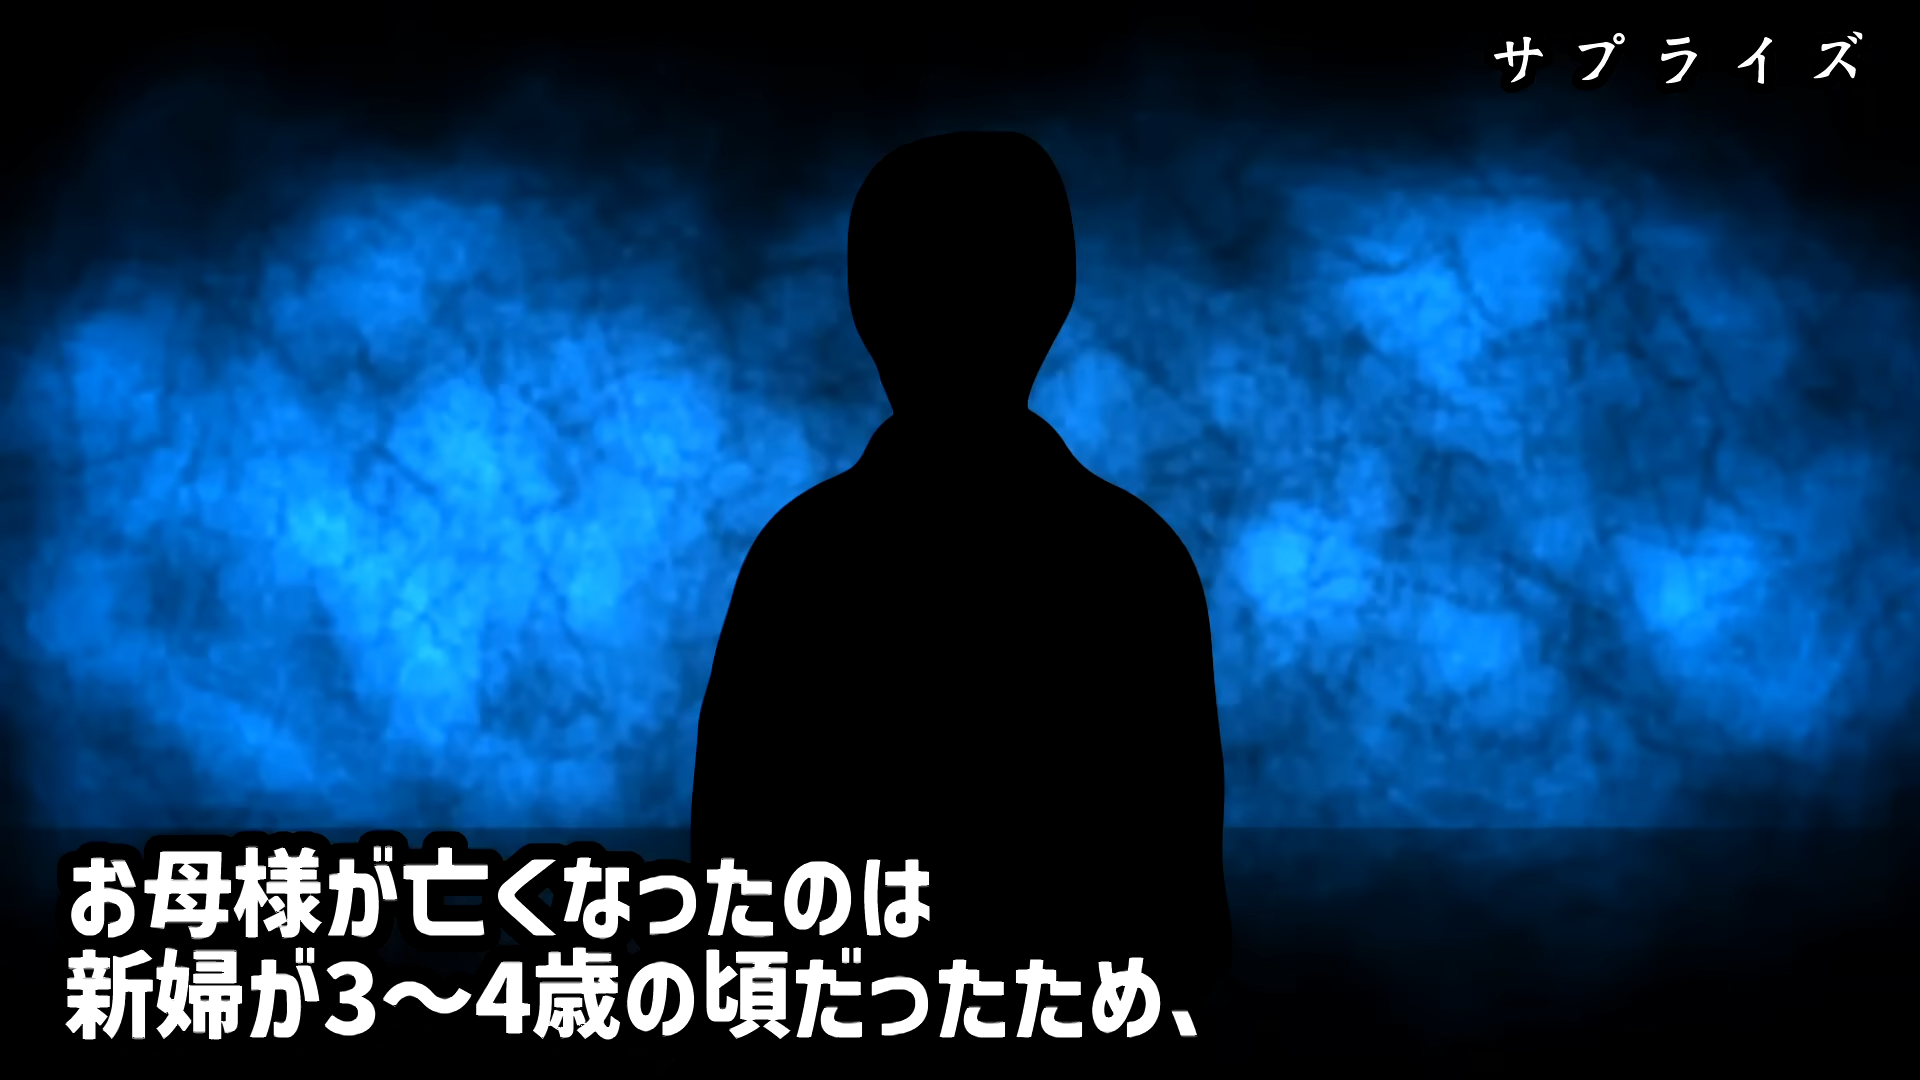 サプライズ
お母様が亡くなったのは
新婦が3〜4歳の頃だったため、